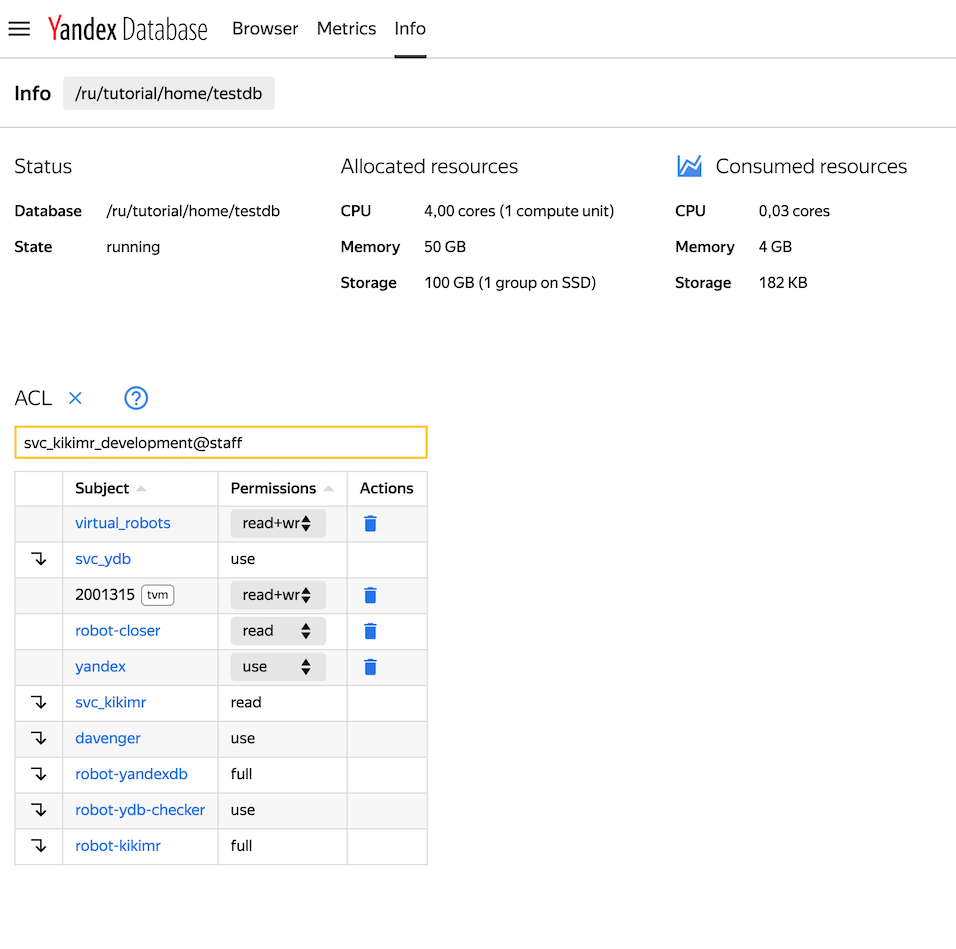 Yandex Database Browser Metrics Info
Info /ru/tutorial/home/testdb
Status Allocated resources Consumed resources
Database /ru/tutorial/home/testdb CPU 4,00 cores (1 compute unit) CPU 0,03 cores
State running Memory 50 GB Memory 4 GB
Storage 100 GB (1 group on SSD) Storage 182 KB
ACL
svc_kikimr_development@staff
Subject Permissions Actions
virtual_robots read+wr
svc_ydb use
2001315 tvm read+wr
robot-closer read
yandex use
svc_kikimr read
davenger use
robot-yandexdb full
robot-ydb-checker use
robot-kikimr full